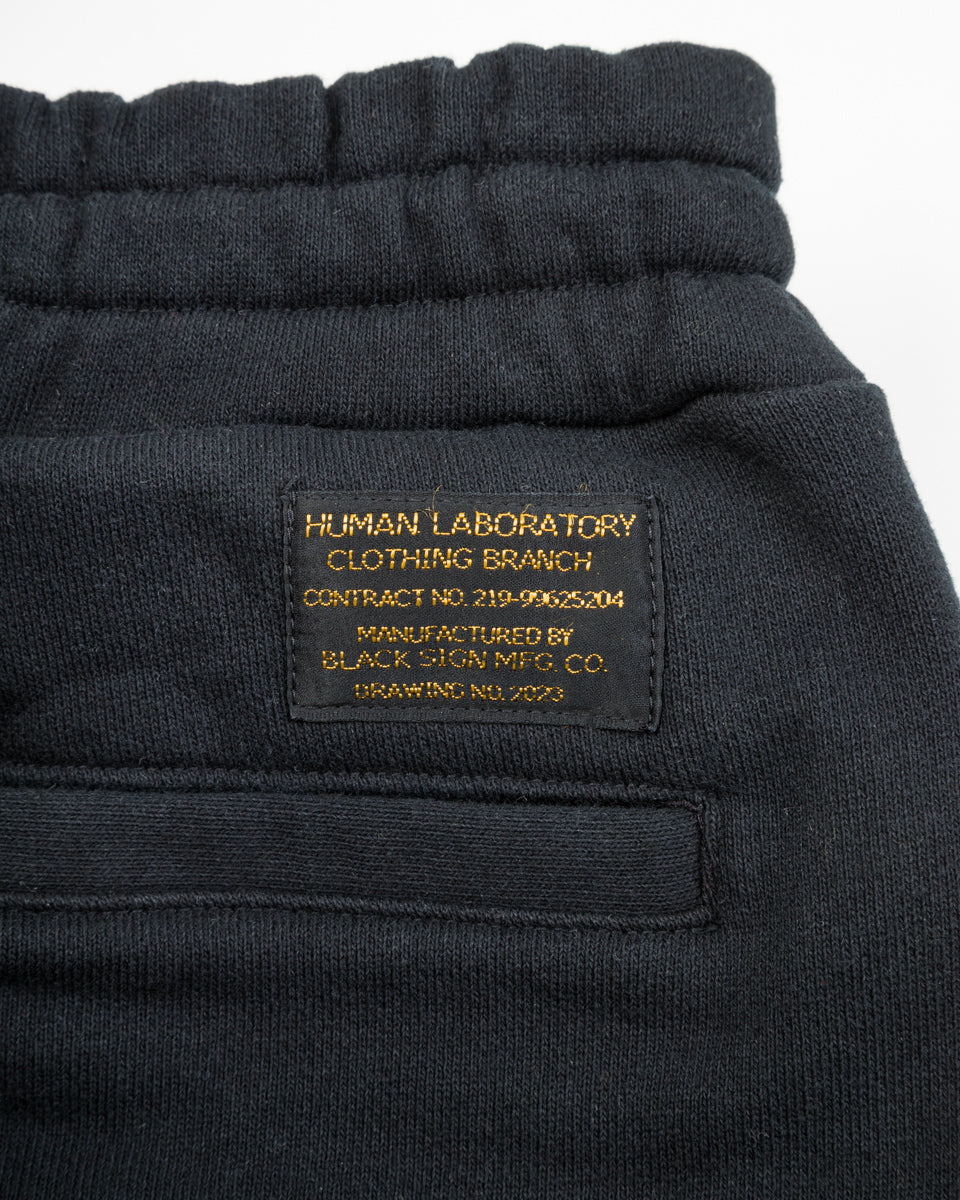 HUMAN LABORATORY
CLOTHING BRANCH
CONTRACT NO. 219-99625204
MANUFACTURED BY
BLACK SIGN MFG. CO.
DRAWING NO. 2023